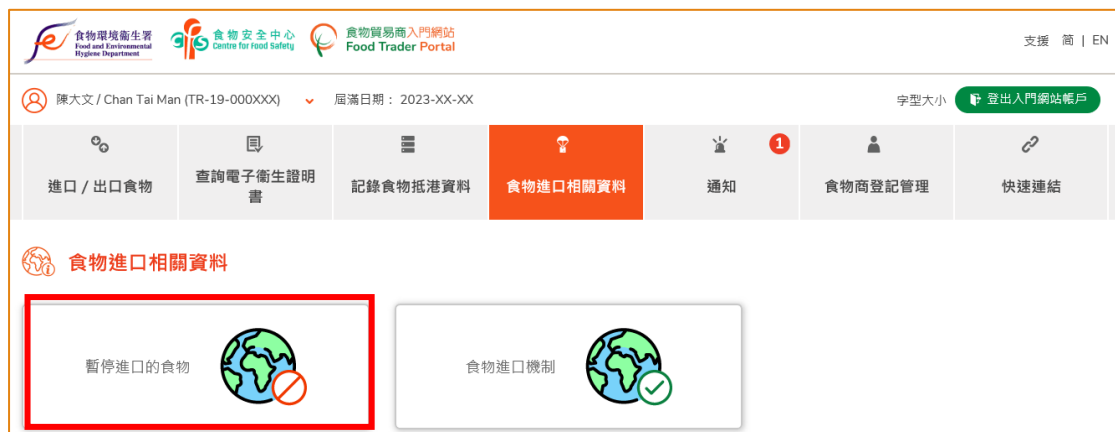 食物環境衞生署
Food and Environmental
Hygiene Department
cfs 食物安全中心
Centre for Food Safety
食物貿易商入門網站
Food Trader Portal
支援 简 | EN
陳大文 / Chan Tai Man (TR-19-000XXX) 屆滿日期： 2023-XX-XX
字型大小 登出入門網站帳戶
進口 / 出口食物
查詢電子衞生證明
書
記錄食物抵港資料
食物進口相關資料
1
通知
食物商登記管理
快速連結
食物進口相關資料
暫停進口的食物
食物進口機制